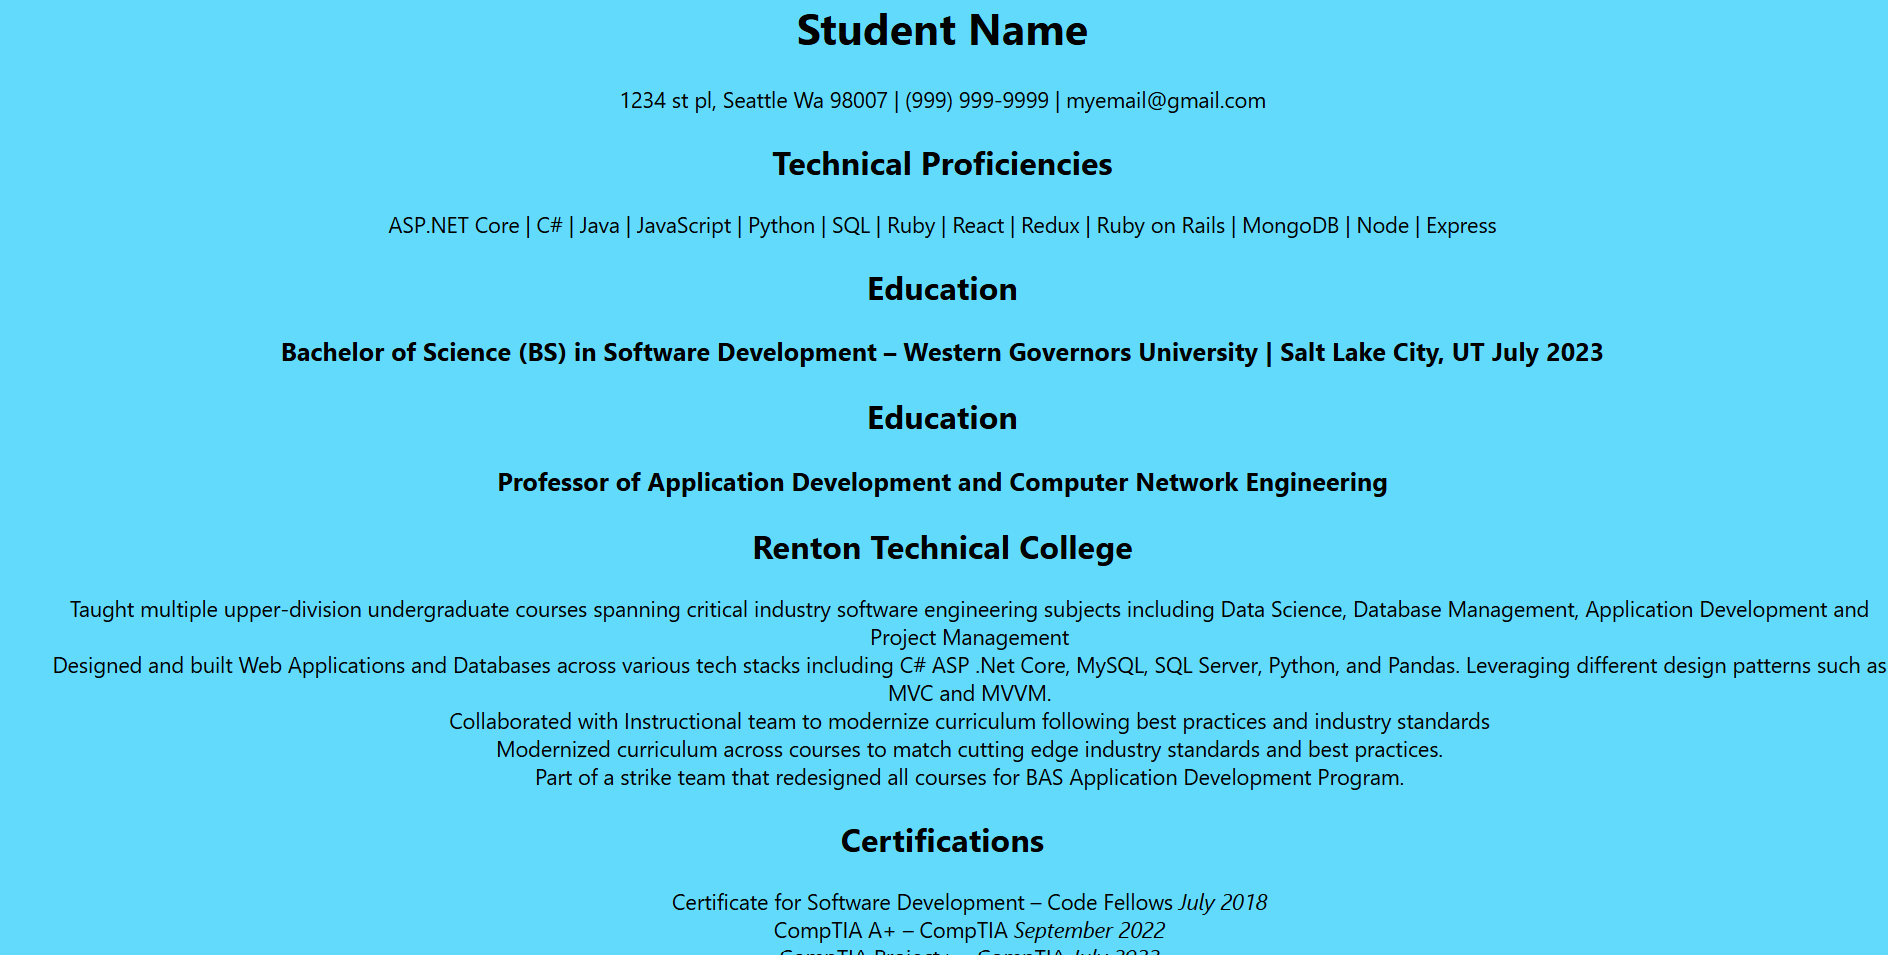 Student Name
1234 st pl, Seattle Wa 98007 | (999) 999-9999 | myemail@gmail.com
Technical Proficiencies
ASP.NET Core | C# | Java | JavaScript | Python | SQL | Ruby | React | Redux | Ruby on Rails | MongoDB | Node | Express
Education
Bachelor of Science (BS) in Software Development – Western Governors University | Salt Lake City, UT July 2023
Education
Professor of Application Development and Computer Network Engineering
Renton Technical College
Taught multiple upper-division undergraduate courses spanning critical industry software engineering subjects including Data Science, Database Management, Application Development and
Project Management
Designed and built Web Applications and Databases across various tech stacks including C# ASP .Net Core, MySQL, SQL Server, Python, and Pandas. Leveraging different design patterns such as
MVC and MVVM.
Collaborated with Instructional team to modernize curriculum following best practices and industry standards
Modernized curriculum across courses to match cutting edge industry standards and best practices.
Part of a strike team that redesigned all courses for BAS Application Development Program.
Certifications
Certificate for Software Development – Code Fellows July 2018
CompTIA A+ – CompTIA September 2022
CompTIA